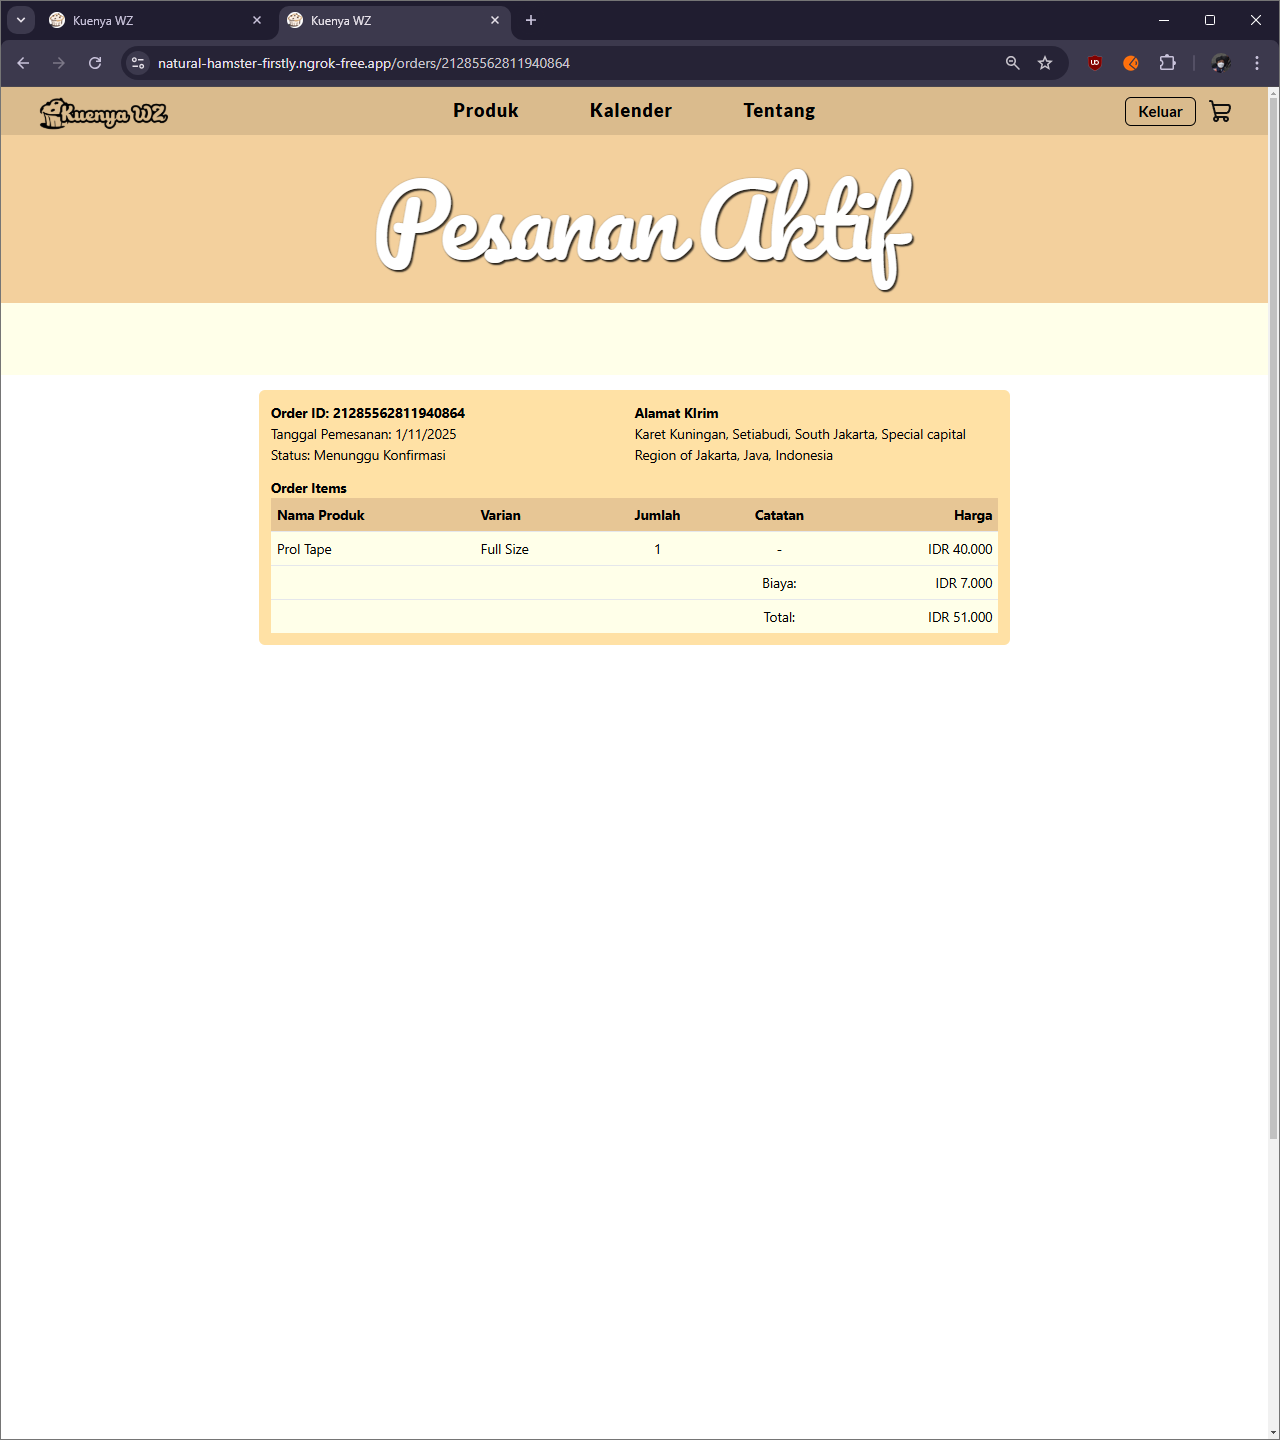 Kuenya WZ
Kuenya WZ
natural-hamster-firstly.ngrok-free.app/orders/21285562811940864
Kuenya WZ
Produk
Kalender
Tentang
Keluar
Pesanan Aktif
Order ID: 21285562811940864
Tanggal Pemesanan: 1/11/2025
Status: Menunggu Konfirmasi
Alamat KIrim
Karet Kuningan, Setiabudi, South Jakarta, Special capital
Region of Jakarta, Java, Indonesia
Order Items
Nama Produk Varian Jumlah Catatan Harga
Prol Tape Full Size 1 - IDR 40.000
Biaya: IDR 7.000
Total: IDR 51.000